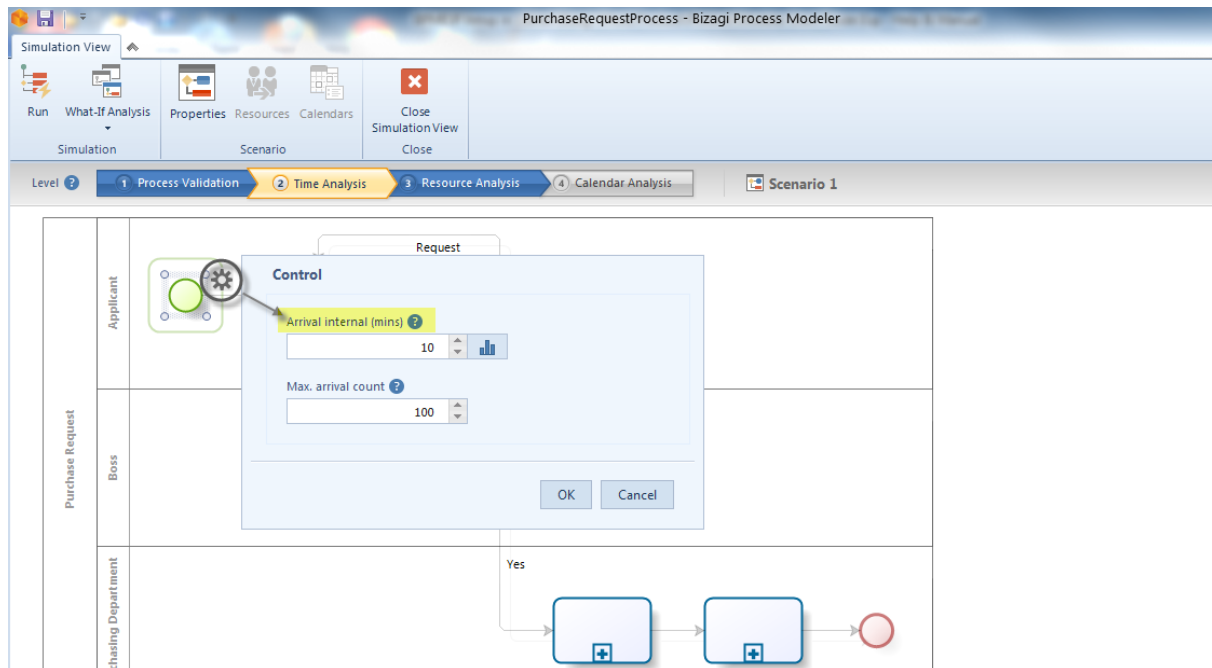 PurchaseRequestProcess - Bizagi Process Modeler
Simulation View
Run What-If Analysis Properties Resources Calendars Close Simulation View
Simulation Scenario Close
Level ? 1 Process Validation 2 Time Analysis 3 Resource Analysis 4 Calendar Analysis Scenario 1
Purchase Request
Applicant
Request
Control
Arrival internal (mins) ?
10
Max. arrival count ?
100
Boss
OK Cancel
chasing Department
Yes